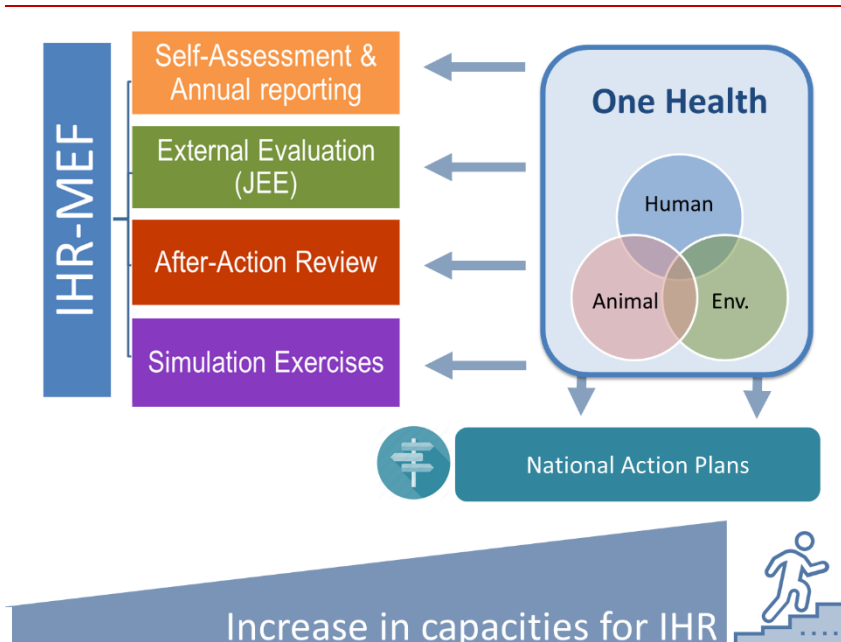 IHR-MEF
Self-Assessment &
Annual reporting
External Evaluation
(JEE)
After-Action Review
Simulation Exercises
One Health
Human
Animal
Env.
National Action Plans
Increase in capacities for IHR